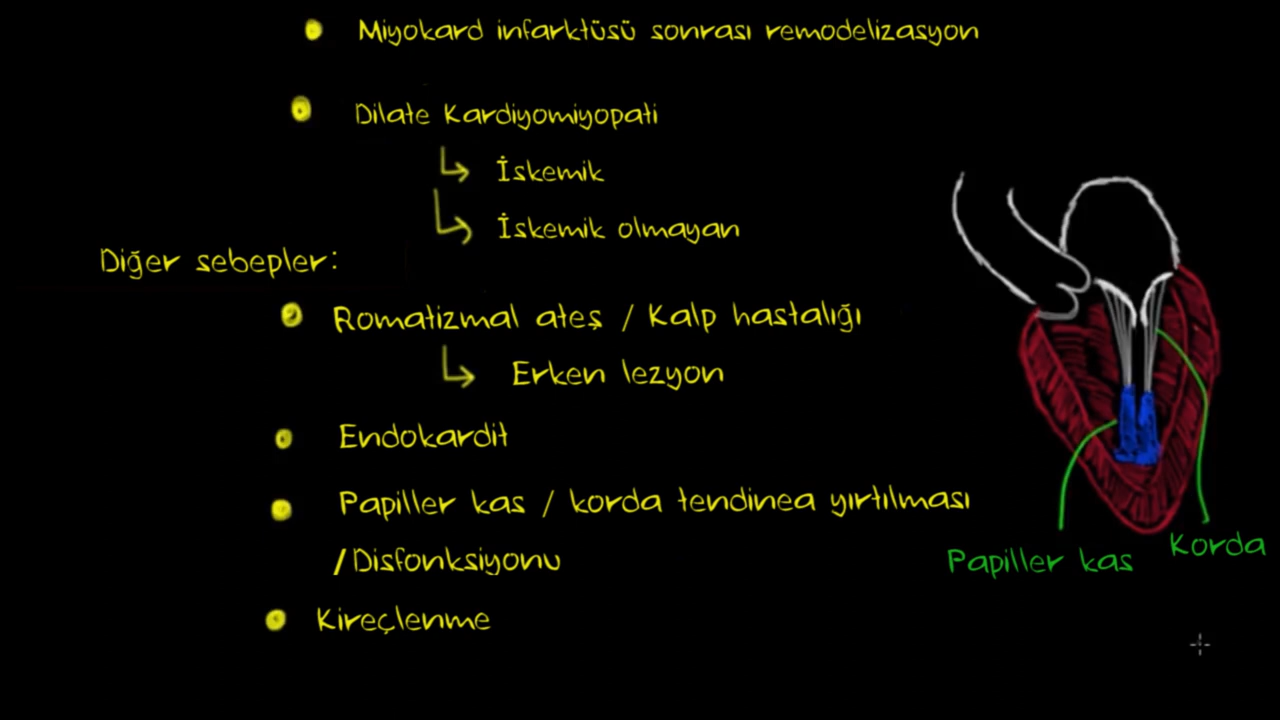 Miyokard infarktüsü sonrası remodelizasyon
Dilate Kardiyomiyopati
İskemik
İskemik olmayan
Diğer sebepler:
Romatizmal ateş / Kalp hastalığı
Erken lezyon
Endokardit
Papiller kas / korda tendinea yırtılması
/Disfonksiyonu
Kireçlenme
Papiller kas
Korda